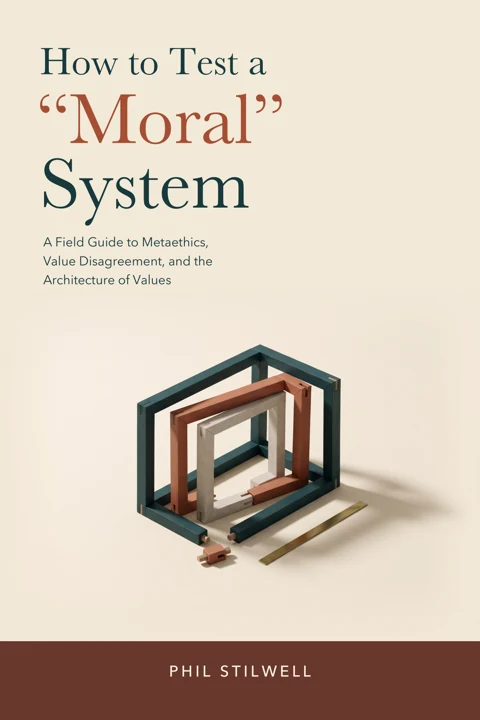 How to Test a
“Moral”
System
A Field Guide to Metaethics,
Value Disagreement, and the
Architecture of Values
PHIL STILWELL